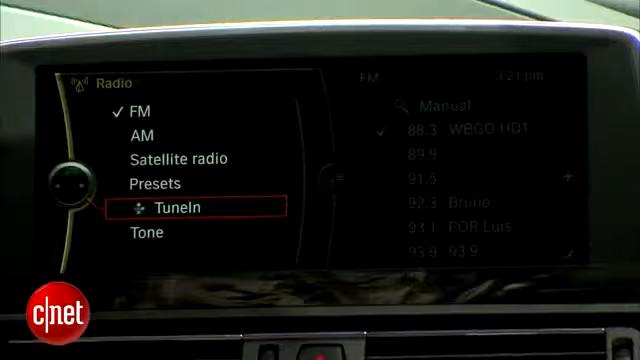 Radio
FM
AM
Satellite radio
Presets
TuneIn
Tone
FM 3:21 pm
Manual
88.3 WBGO HD1
89.9
91.5
92.3 Bruno
93.1 POR Luis
93.9 93.9
c|net